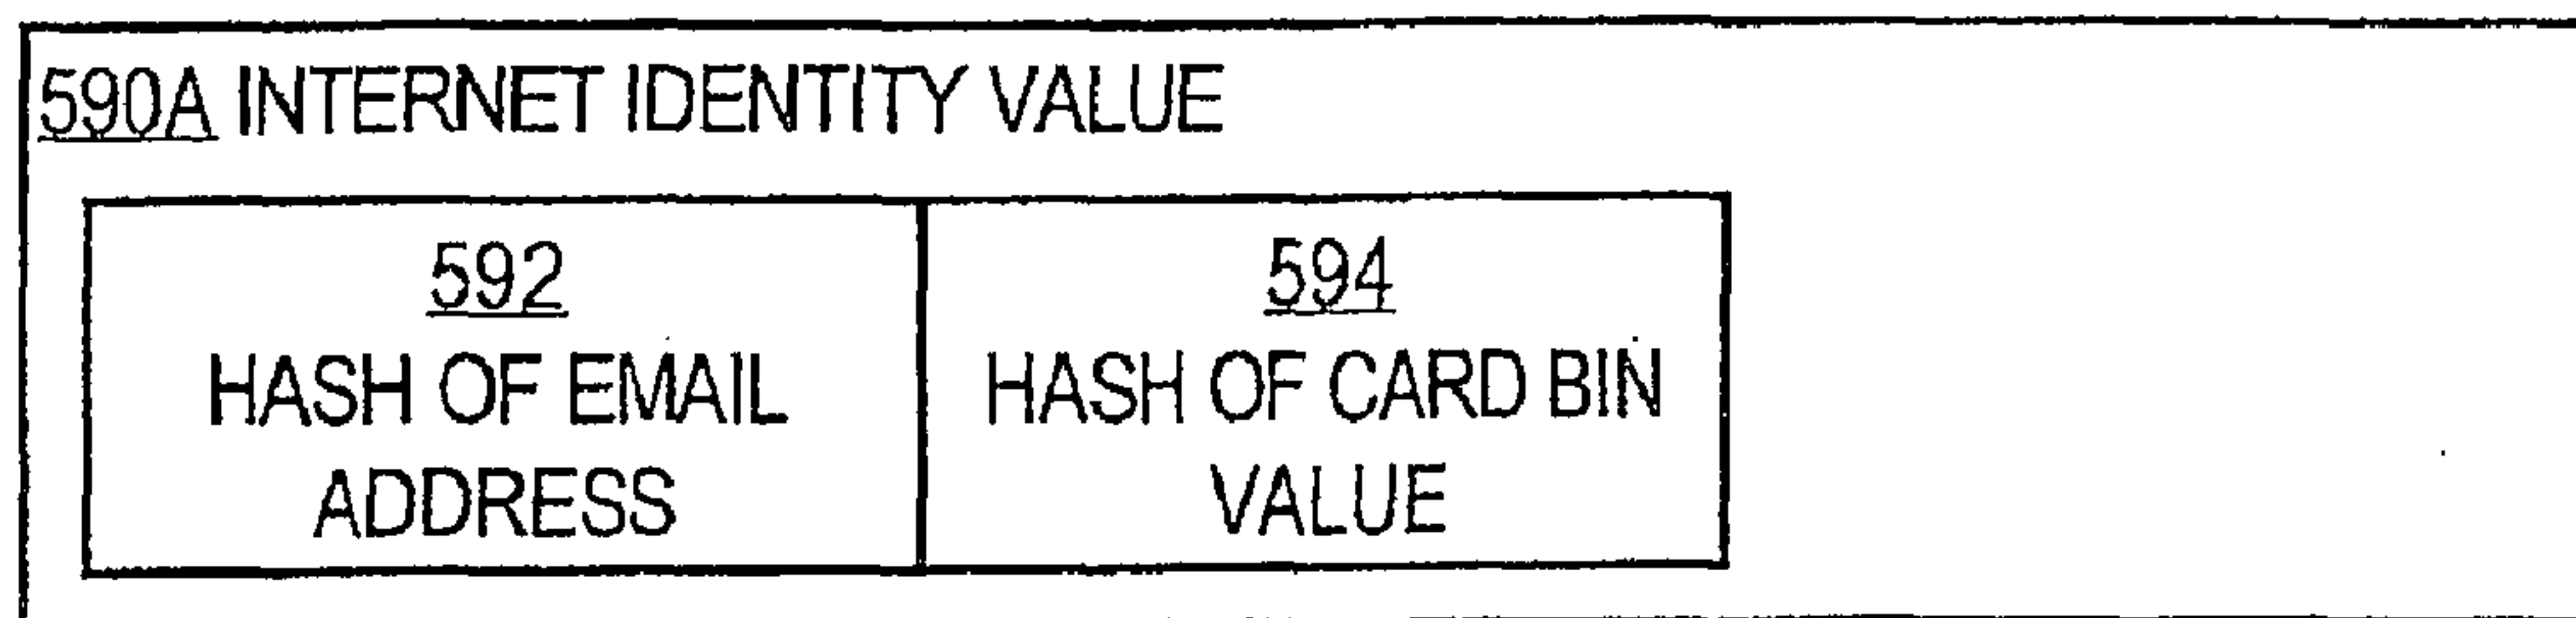 590A INTERNET IDENTITY VALUE
592
HASH OF EMAIL
ADDRESS
594
HASH OF CARD BIN
VALUE